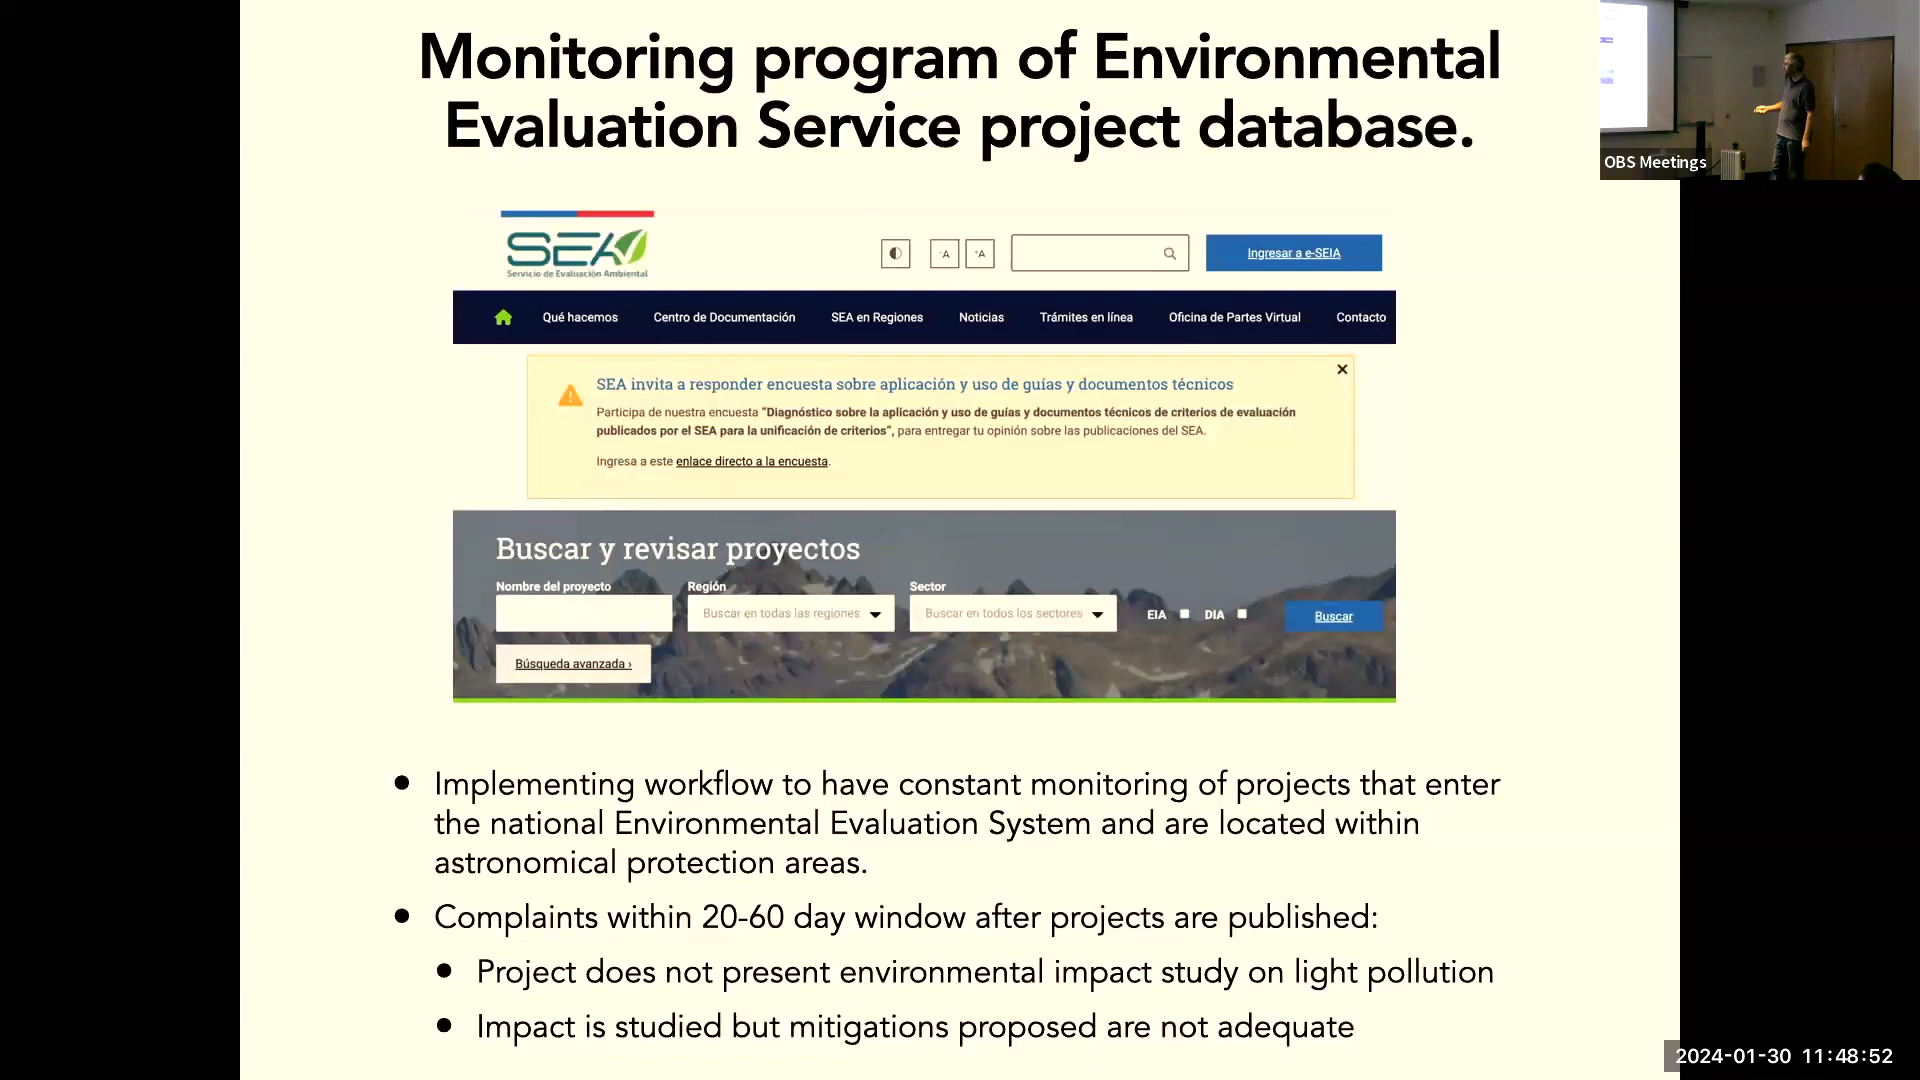 Monitoring program of Environmental
Evaluation Service project database.
OBS Meetings
SEA
Servicio de Evaluación Ambiental
-A
+A
Ingresar a e-SEIA
Qué hacemos
Centro de Documentación
SEA en Regiones
Noticias
Trámites en línea
Oficina de Partes Virtual
Contacto
SEA invita a responder encuesta sobre aplicación y uso de guías y documentos técnicos
Participa de nuestra encuesta “Diagnóstico sobre la aplicación y uso de guías y documentos técnicos de criterios de evaluación
publicados por el SEA para la unificación de criterios”, para entregar tu opinión sobre las publicaciones del SEA.
Ingresa a este enlace directo a la encuesta.
Buscar y revisar proyectos
Nombre del proyecto
Región
Sector
Buscar en todas las regiones
Buscar en todos los sectores
EIA
DIA
Buscar
Búsqueda avanzada ›
• Implementing workflow to have constant monitoring of projects that enter
the national Environmental Evaluation System and are located within
astronomical protection areas.
• Complaints within 20-60 day window after projects are published:
• Project does not present environmental impact study on light pollution
• Impact is studied but mitigations proposed are not adequate
2024-01-30 11:48:52